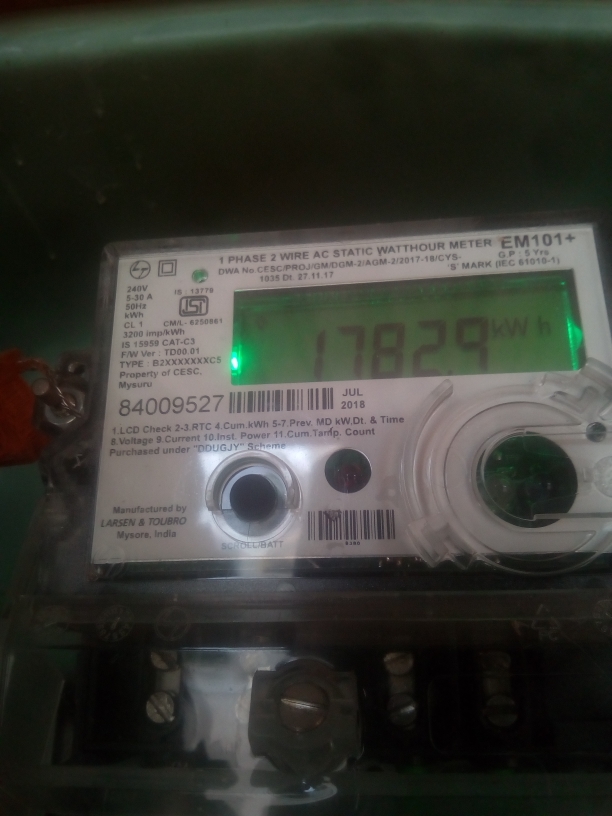 1 PHASE 2 WIRE AC STATIC WATTHOUR METER EM101+
DWA No.CESC/PROJ/GM/DGM-2/AGM-2/2017-18/CYS-
1035 Dt. 27.11.17
G.P : 5 Yrs
'S' MARK (IEC 61010-1)
240V
5-30 A
50Hz
kWh
CL 1
3200 imp/kWh
IS 15959 CAT-C3
F/W Ver : TD00.01
TYPE : B2XXXXXXXC5
Property of CESC,
Mysuru
IS : 13779
ISI
CM/L- 6250861
1782.9 kWh
84009527
JUL
2018
1.LCD Check 2-3.RTC 4.Cum.kWh 5-7.Prev. MD kW,Dt. & Time
8.Voltage 9.Current 10.Inst. Power 11.Cum.Tamp. Count
Purchased under "DDUGJY" Scheme
Manufactured by
LARSEN & TOUBRO
Mysore, India
SCROLL/BATT